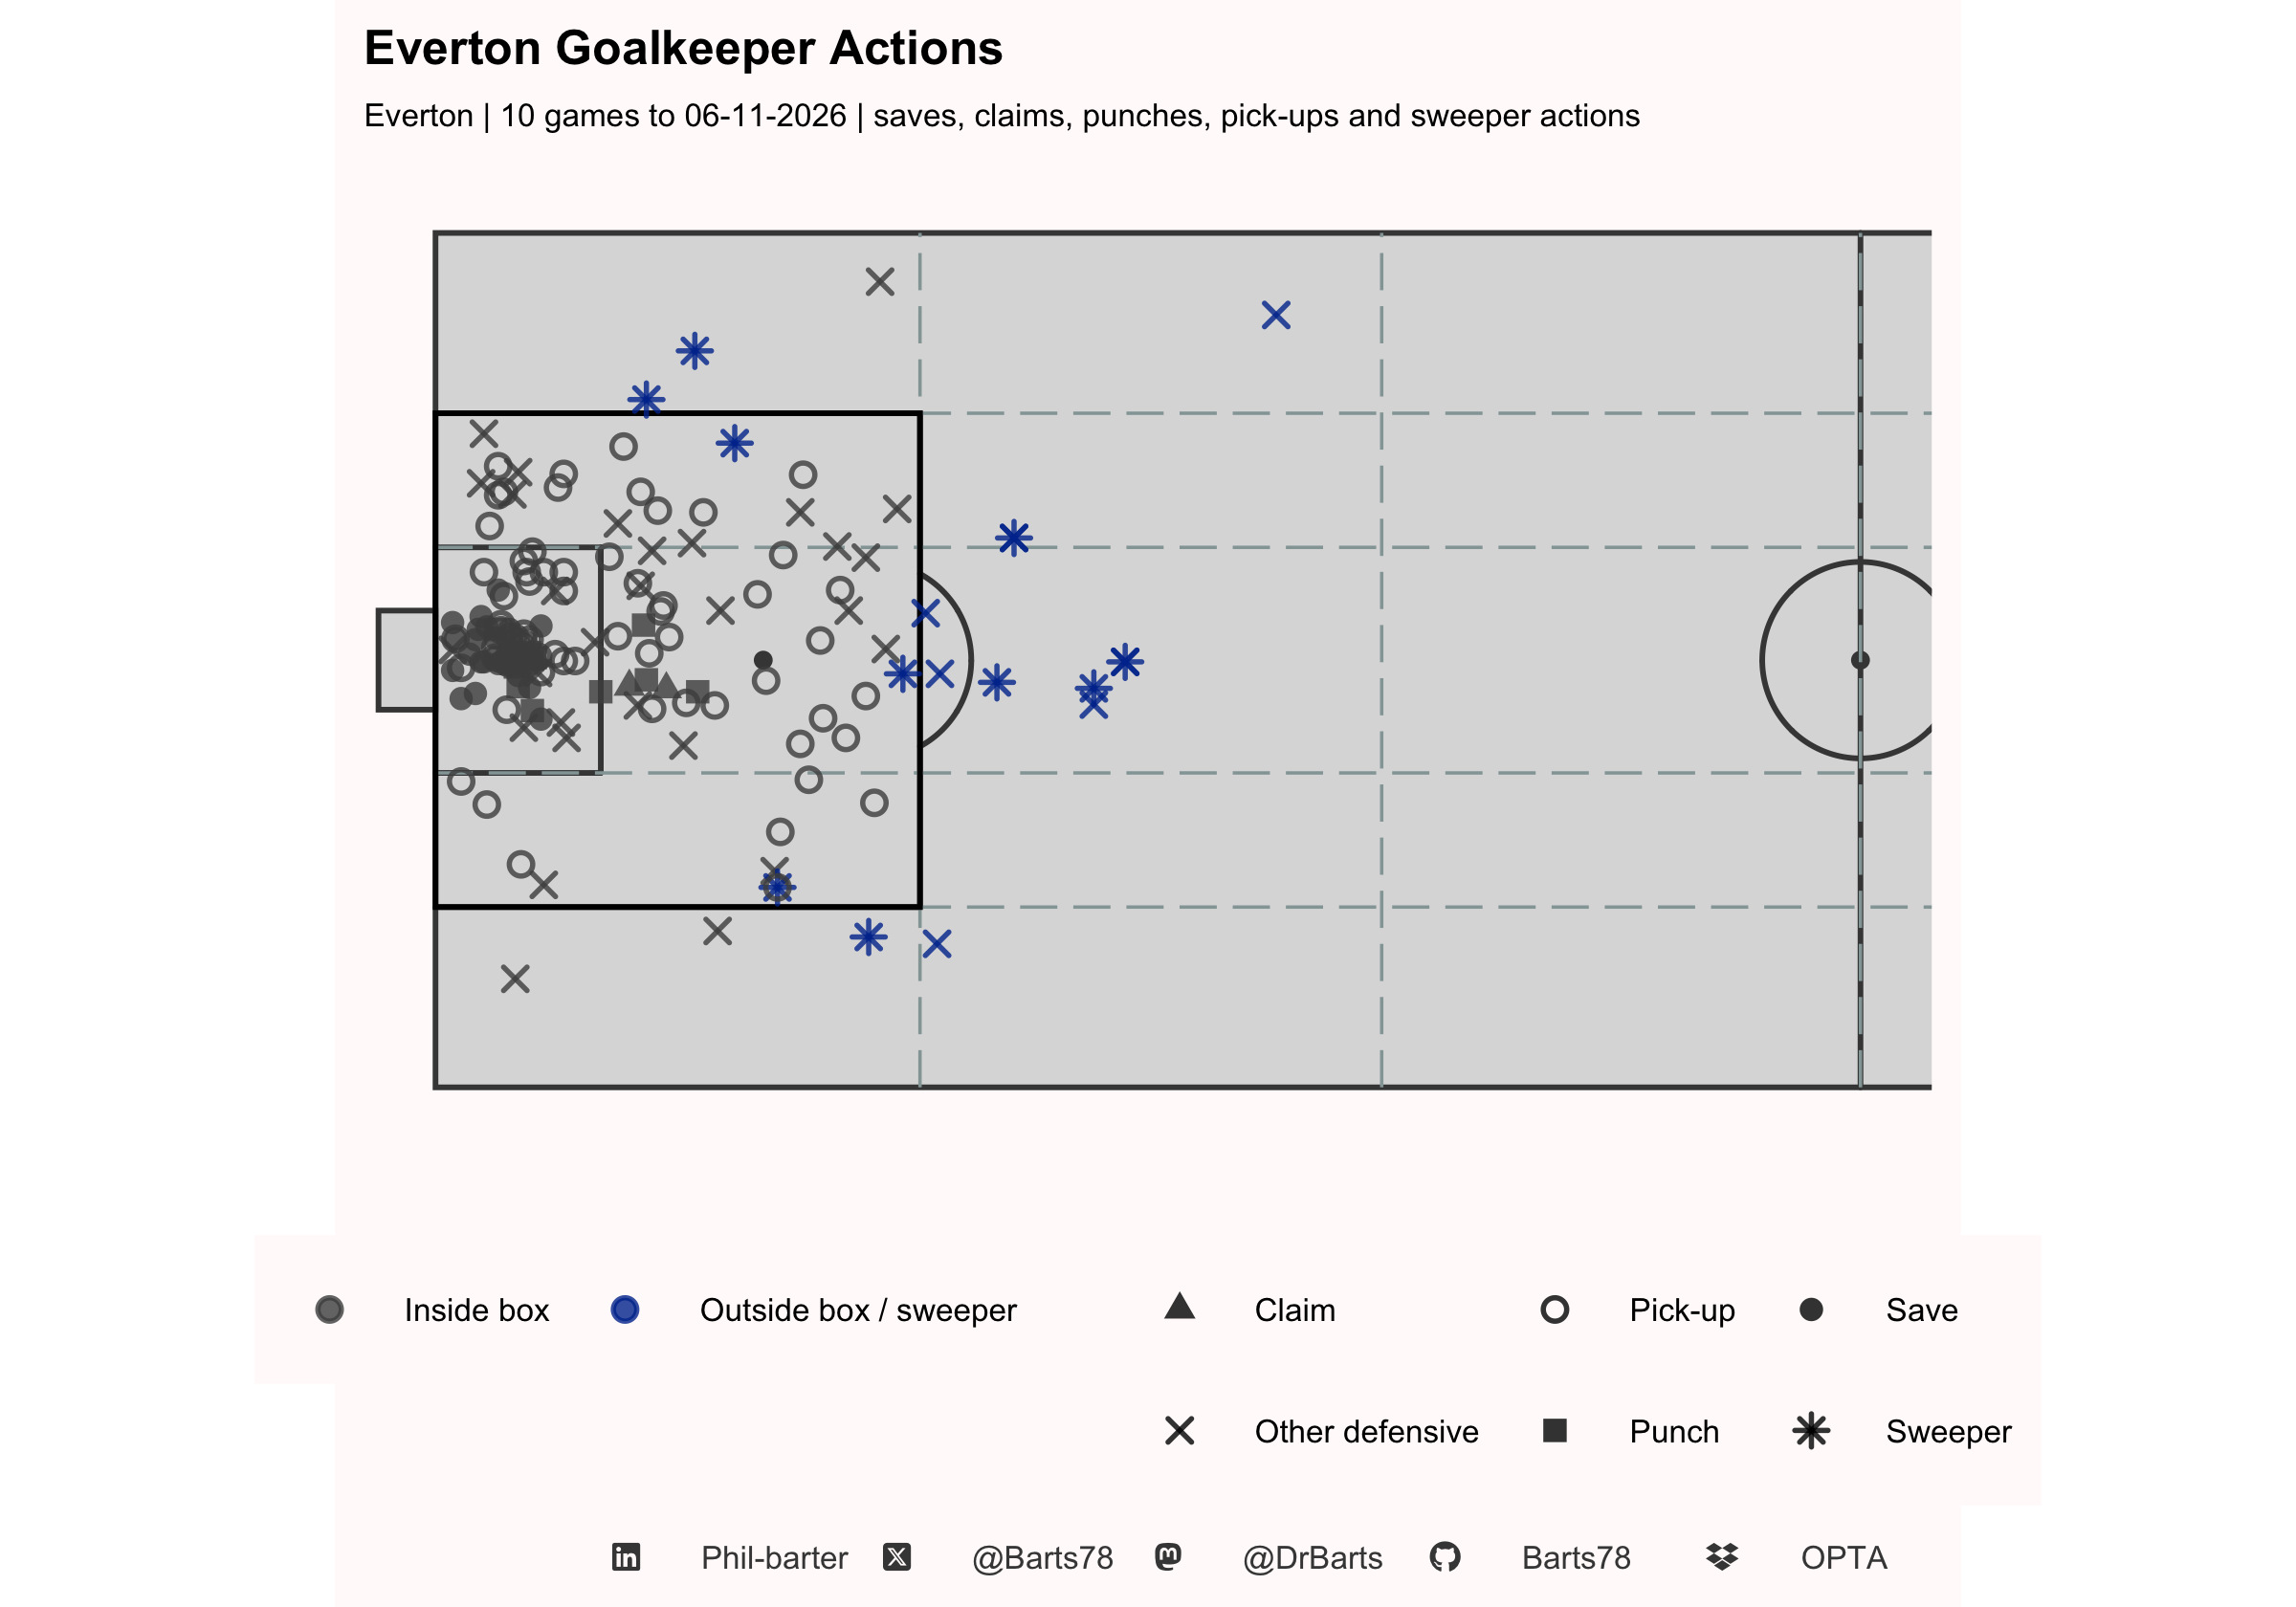 Everton Goalkeeper Actions
Everton | 10 games to 06-11-2026 | saves, claims, punches, pick-ups and sweeper actions
Inside box Outside box / sweeper Claim Pick-up Save
Other defensive Punch Sweeper
Phil-barter @Barts78 @DrBarts Barts78 OPTA